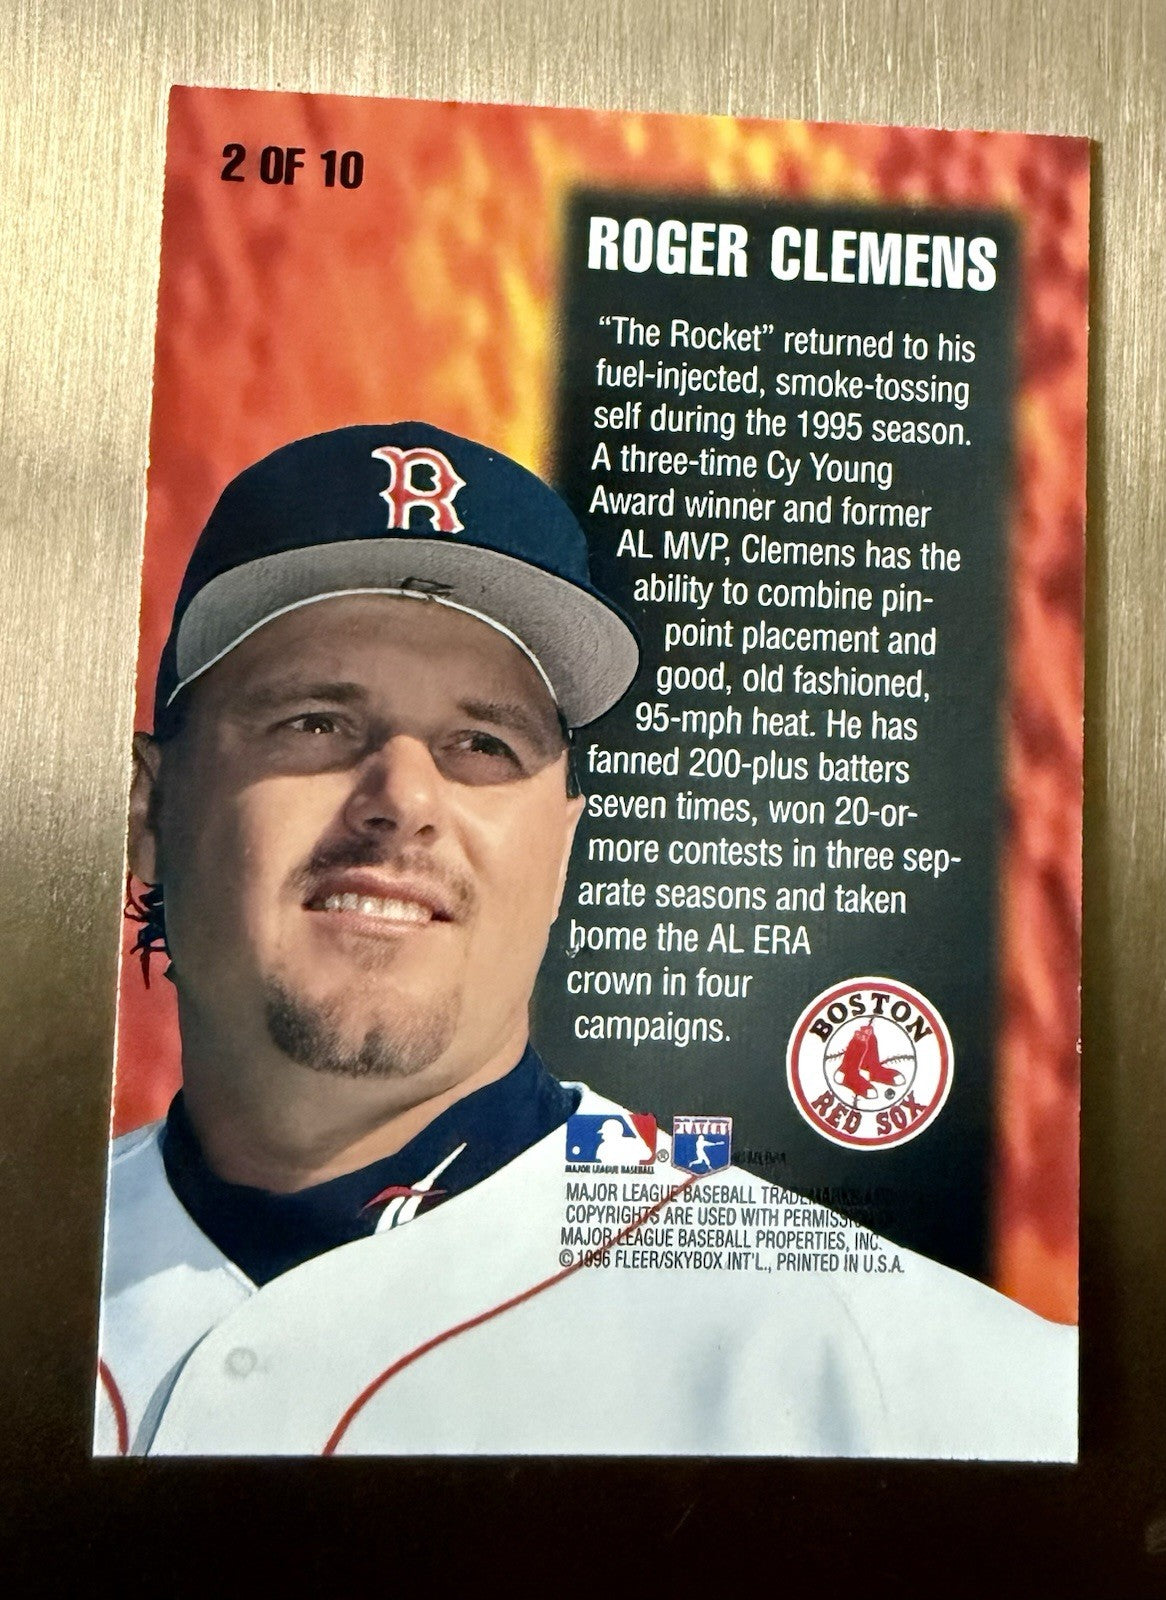 2 OF 10
ROGER CLEMENS
“The Rocket” returned to his
fuel-injected, smoke-tossing
self during the 1995 season.
A three-time Cy Young
Award winner and former
AL MVP, Clemens has the
ability to combine pin-
point placement and
good, old fashioned,
95-mph heat. He has
fanned 200-plus batters
seven times, won 20-or-
more contests in three sep-
arate seasons and taken
home the AL ERA
crown in four
campaigns.
B
BOSTON
RED SOX
PLAYERS
®
MAJOR LEAGUE BASEBALL
MAJOR LEAGUE BASEBALL TRADEMARKS
COPYRIGHTS ARE USED WITH PERMISSION
MAJOR LEAGUE BASEBALL PROPERTIES, INC.
© 1996 FLEER/SKYBOX INT'L., PRINTED IN U.S.A.